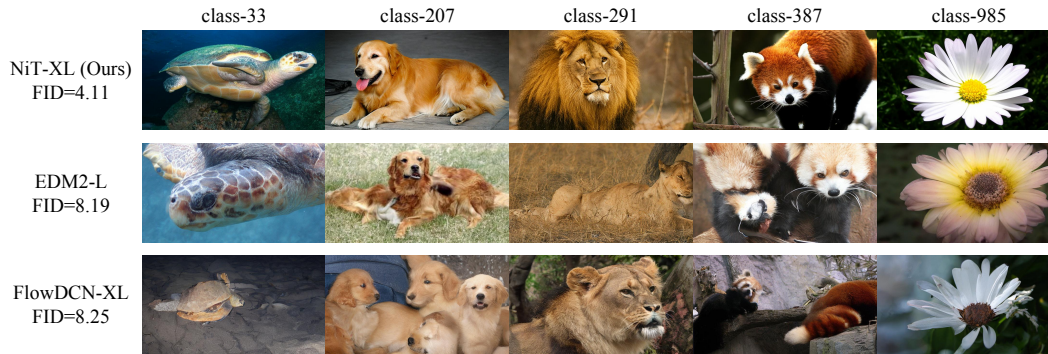 class-33 class-207 class-291 class-387 class-985
NiT-XL (Ours)
FID=4.11
EDM2-L
FID=8.19
FlowDCN-XL
FID=8.25